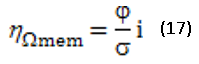 η_Ωmem = φ/σ i (17)